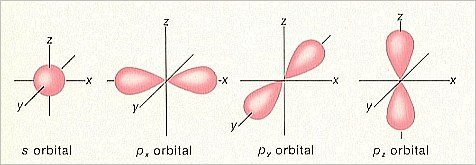 z
x
y
s orbital
z
x
y
pₓ orbital
z
x
y
p_y orbital
z
x
y
p_z orbital